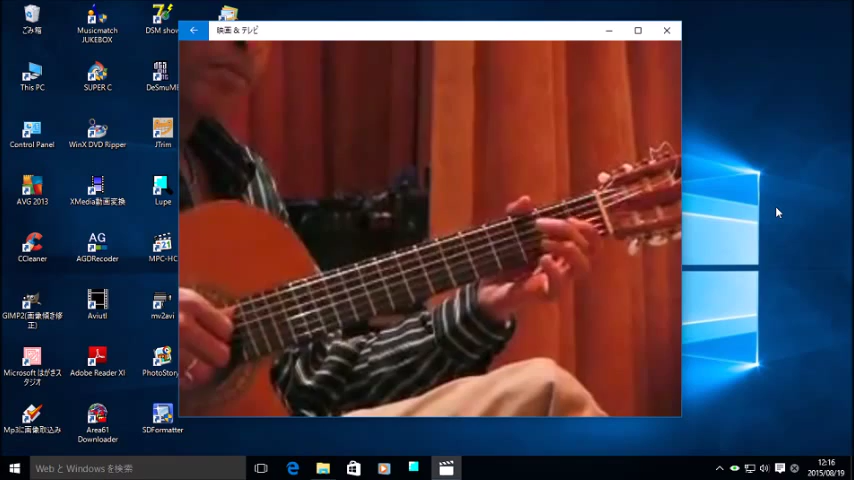 映画 & テレビ
ごみ箱
Musicmatch
JUKEBOX
DSM show
This PC
SUPER C
DeSmuME
Control Panel
WinX DVD Ripper
JTrim
AVG 2013
XMedia動画変換
Lupe
CCleaner
AG
AGDRecoder
MPC-HC
GIMP2(画像傾き修
正)
Aviutl
mv2avi
Microsoft はがきス
タジオ
Adobe Reader XI
PhotoStory
Mp3に画像取込み
Area61
Downloader
SDFormatter
Web と Windows を検索
12:16
2015/08/19